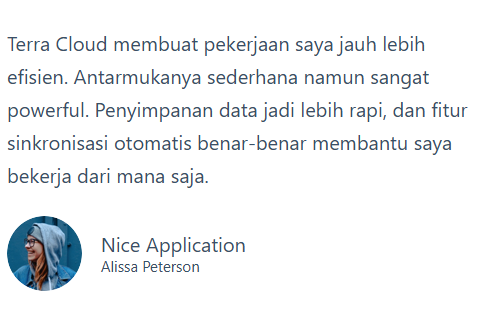 Terra Cloud membuat pekerjaan saya jauh lebih
efisien. Antarmukanya sederhana namun sangat
powerful. Penyimpanan data jadi lebih rapi, dan fitur
sinkronisasi otomatis benar-benar membantu saya
bekerja dari mana saja.
Nice Application
Alissa Peterson